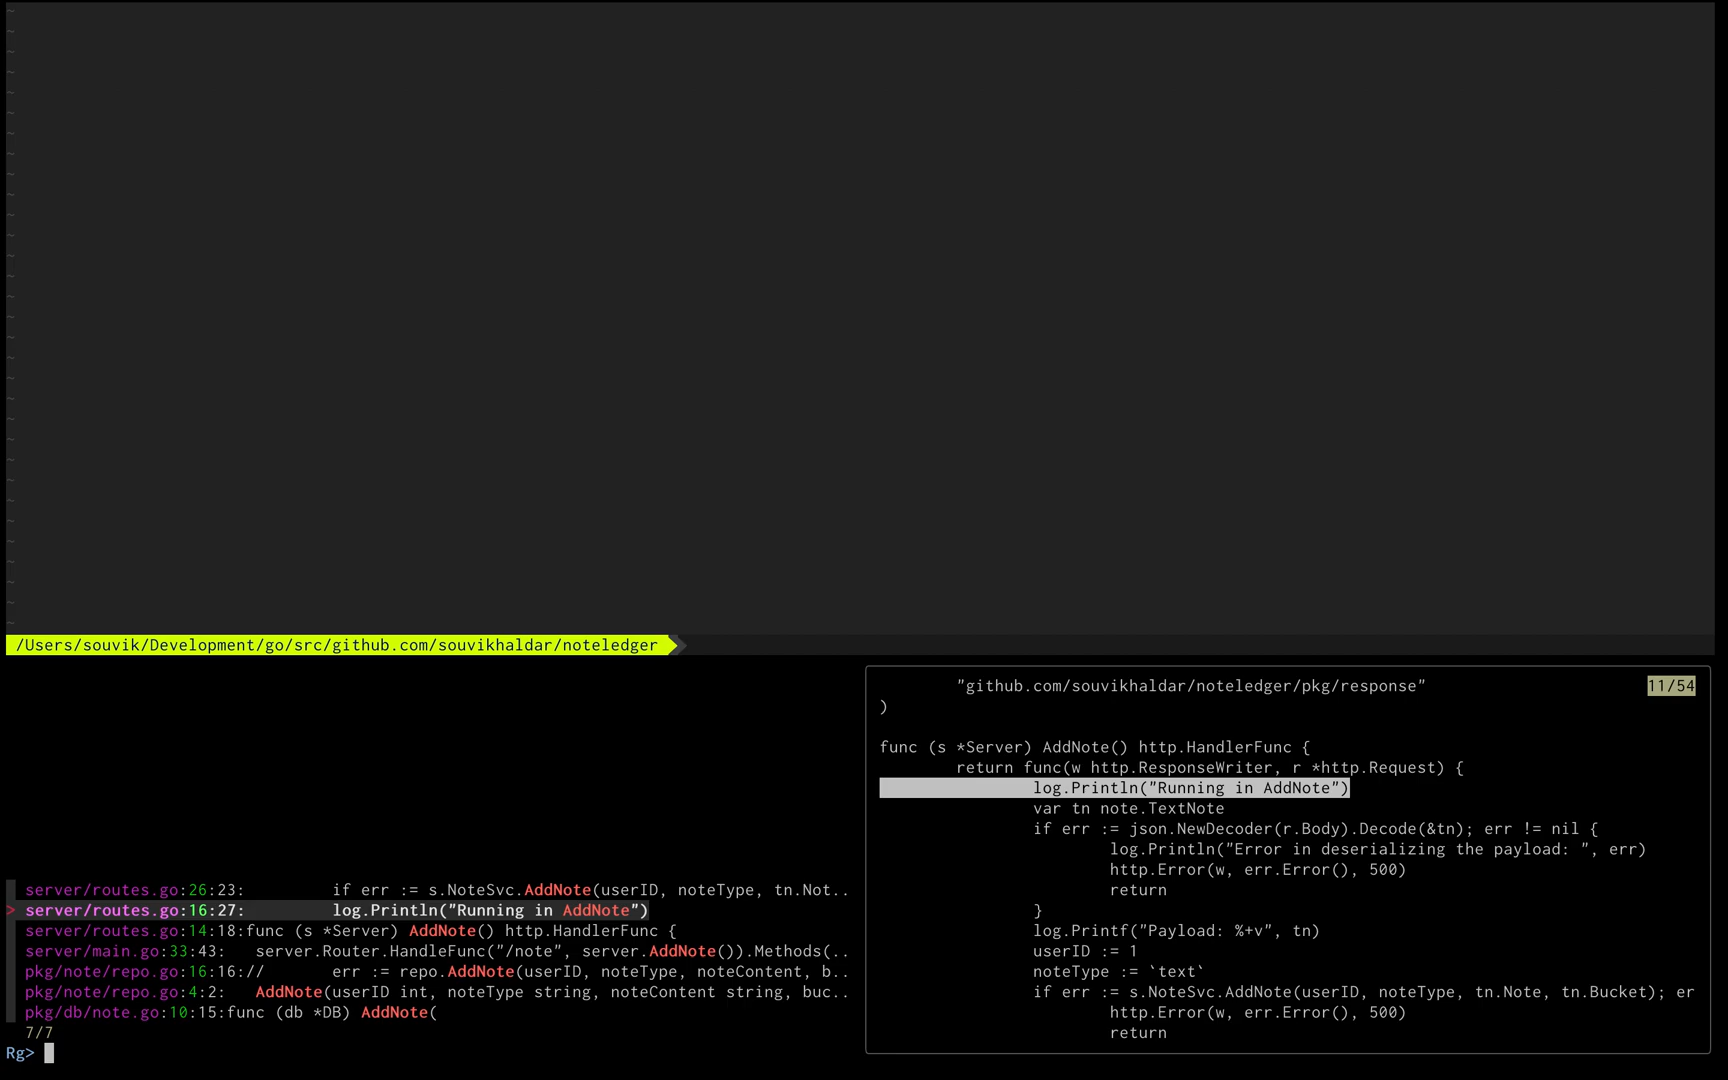 /Users/souvik/Development/go/src/github.com/souvikhaldar/noteledger
server/routes.go:26:23:         if err := s.NoteSvc.AddNote(userID, noteType, tn.Not..
> server/routes.go:16:27:         log.Println("Running in AddNote")
server/routes.go:14:18:func (s *Server) AddNote() http.HandlerFunc {
server/main.go:33:43:   server.Router.HandleFunc("/note", server.AddNote()).Methods(..
pkg/note/repo.go:16:16://       err := repo.AddNote(userID, noteType, noteContent, b..
pkg/note/repo.go:4:2:   AddNote(userID int, noteType string, noteContent string, buc..
pkg/db/note.go:10:15:func (db *DB) AddNote(
7/7
Rg>
"github.com/souvikhaldar/noteledger/pkg/response" 11/54
)
func (s *Server) AddNote() http.HandlerFunc {
return func(w http.ResponseWriter, r *http.Request) {
log.Println("Running in AddNote")
var tn note.TextNote
if err := json.NewDecoder(r.Body).Decode(&tn); err != nil {
log.Println("Error in deserializing the payload: ", err)
http.Error(w, err.Error(), 500)
return
}
log.Printf("Payload: %+v", tn)
userID := 1
noteType := `text`
if err := s.NoteSvc.AddNote(userID, noteType, tn.Note, tn.Bucket); er
http.Error(w, err.Error(), 500)
return